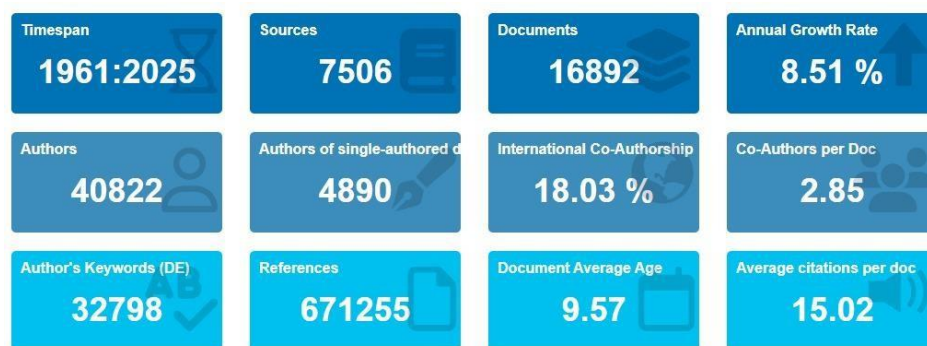 Timespan
1961:2025
Sources
7506
Documents
16892
Annual Growth Rate
8.51 %
Authors
40822
Authors of single-authored d
4890
International Co-Authorship
18.03 %
Co-Authors per Doc
2.85
Author's Keywords (DE)
32798
References
671255
Document Average Age
9.57
Average citations per doc
15.02
AB